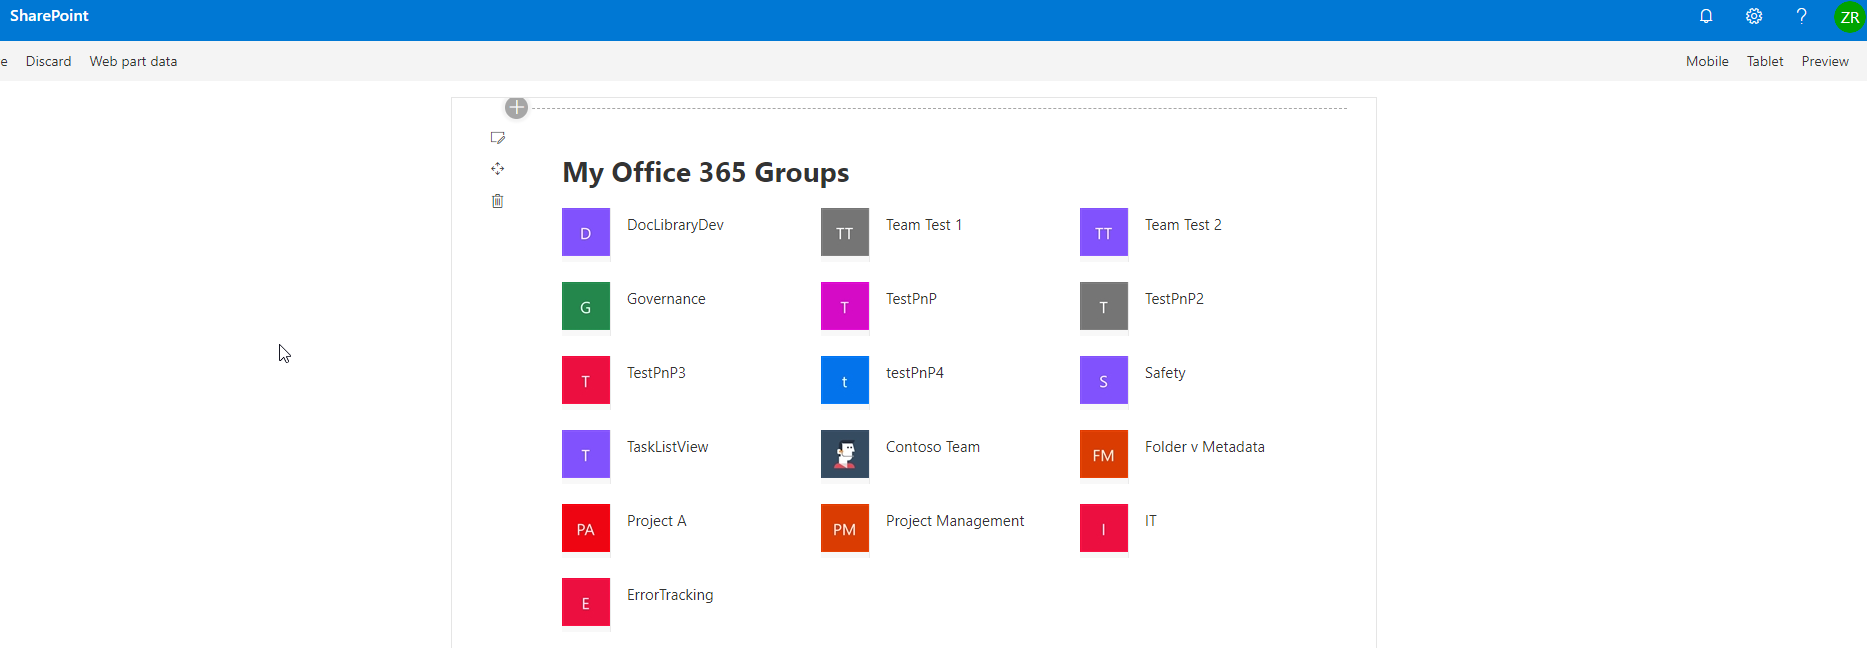 SharePoint
? ZR
e Discard Web part data Mobile Tablet Preview
My Office 365 Groups
D DocLibraryDev TT Team Test 1 TT Team Test 2
G Governance T TestPnP T TestPnP2
T TestPnP3 t testPnP4 S Safety
T TaskListView Contoso Team FM Folder v Metadata
PA Project A PM Project Management I IT
E ErrorTracking